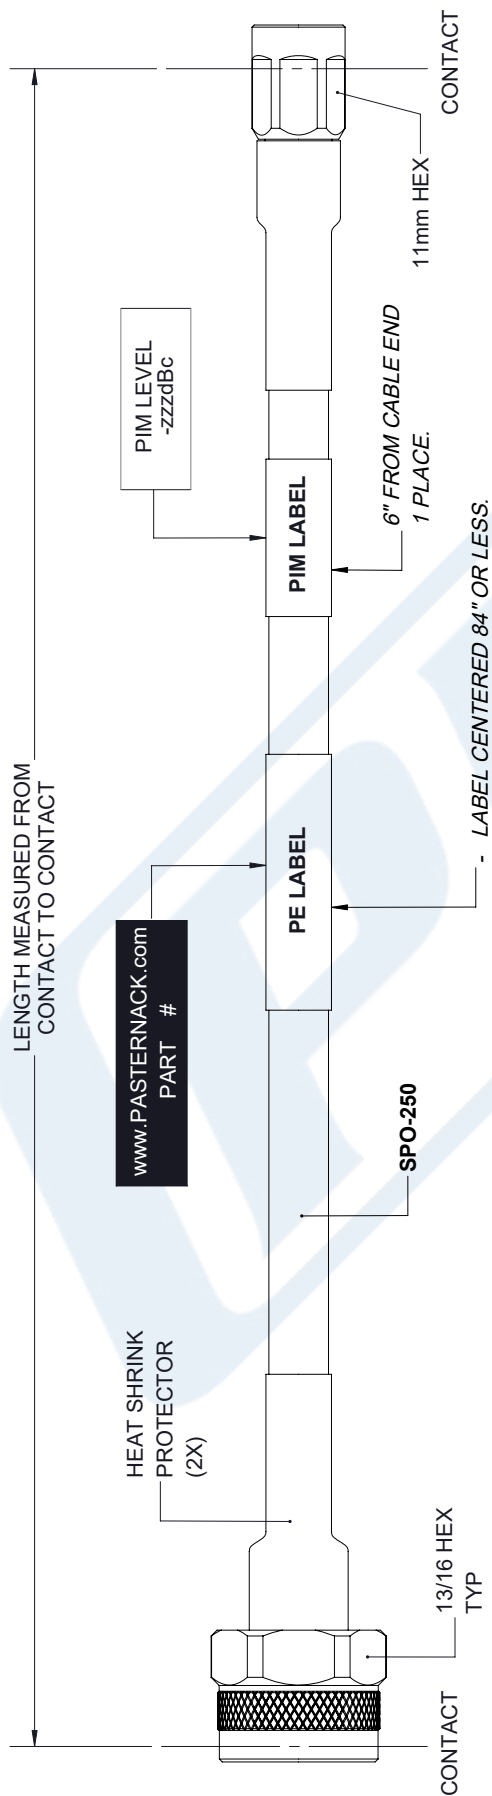 LENGTH MEASURED FROM
CONTACT TO CONTACT
www.PASTERNACK.com
PART #
PIM LEVEL
-zzzdBc
HEAT SHRINK
PROTECTOR
(2X)
PE LABEL
PIM LABEL
CONTACT
13/16 HEX
TYP
SPO-250
- LABEL CENTERED 84" OR LESS.
6" FROM CABLE END
1 PLACE.
11mm HEX
CONTACT